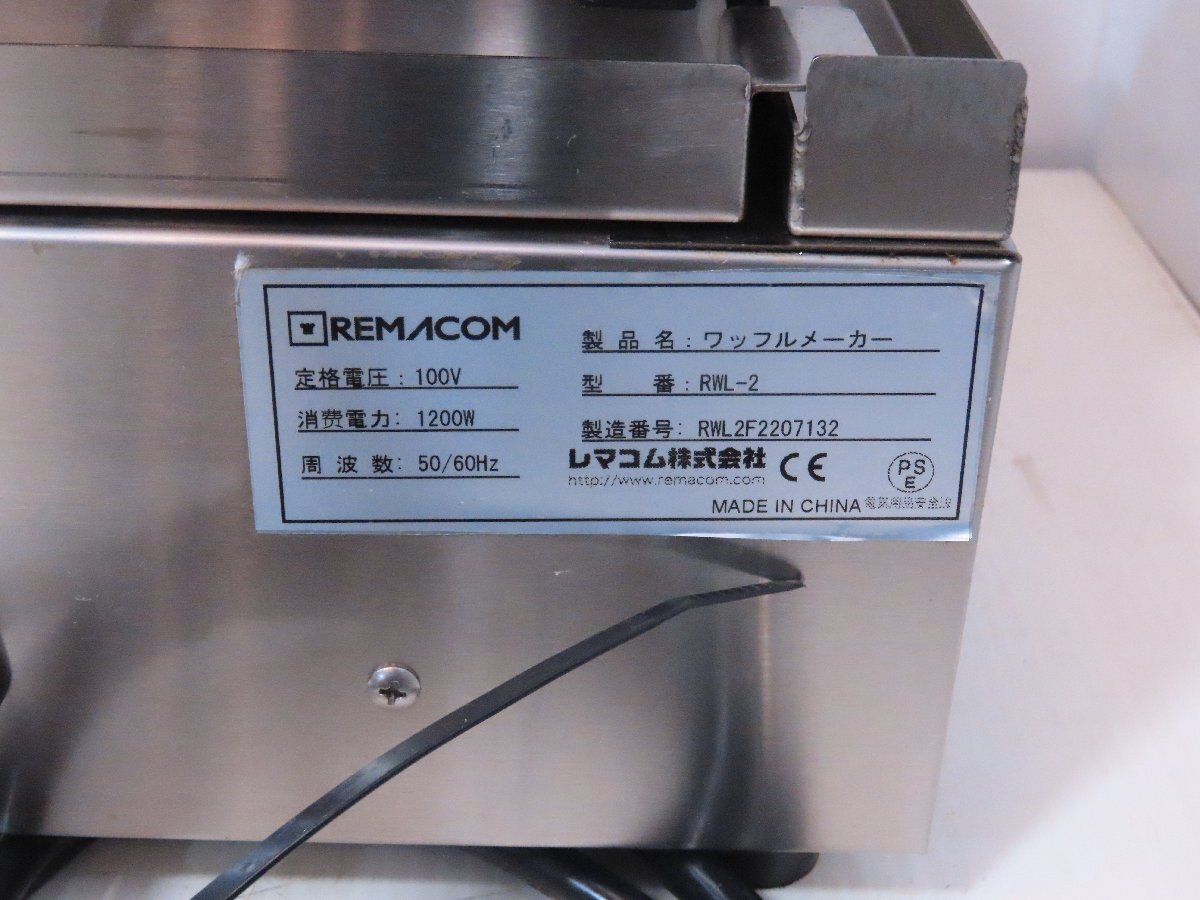 REMACOM
定格電圧: 100V
消费電力: 1200W
周波数: 50/60Hz
製品名: ワッフルメーカー
型番: RWL-2
製造番号: RWL2F2207132
レマコム株式会社 CE
http://www.remacom.com
PS
E
MADE IN CHINA